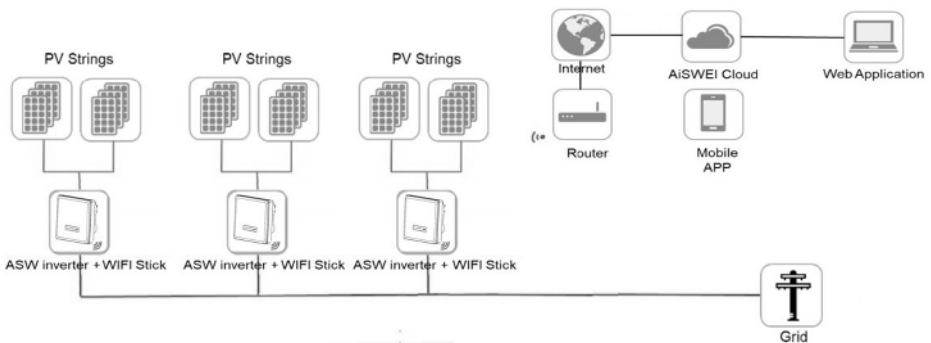 PV Strings
PV Strings
PV Strings
Internet
AiSWEI Cloud
Web Application
Router
Mobile
APP
ASW inverter + WIFI Stick
ASW inverter + WIFI Stick
ASW inverter + WIFI Stick
Grid